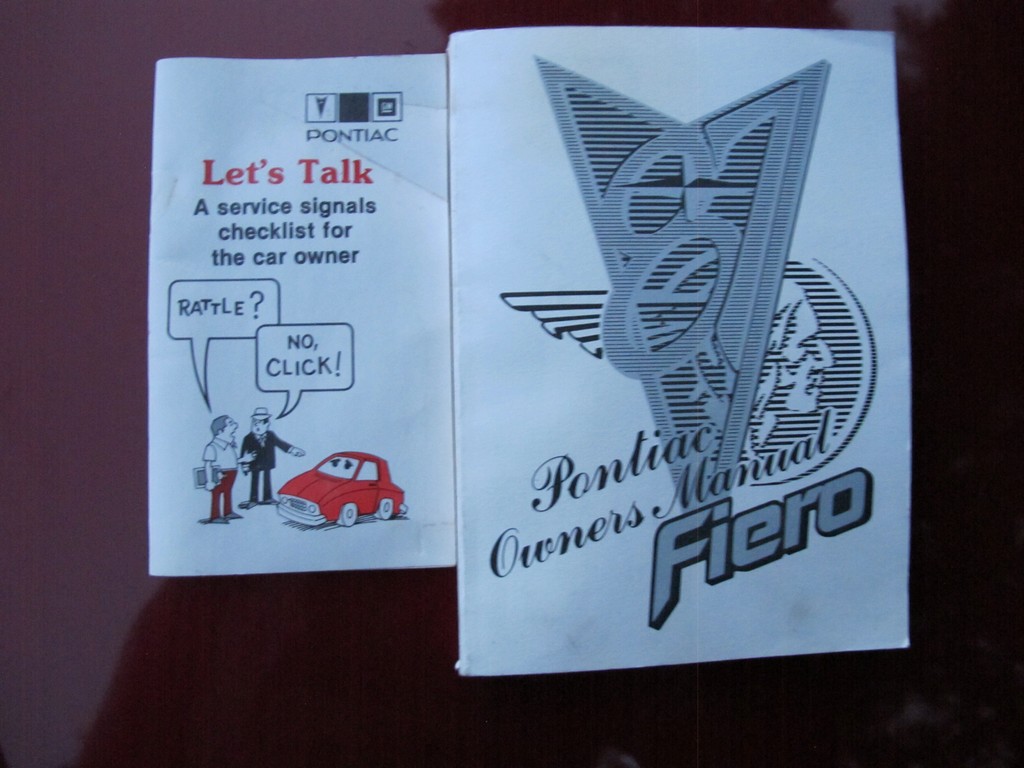 PONTIAC
Let's Talk
A service signals
checklist for
the car owner
RATTLE?
NO,
CLICK!
Pontiac
Owners Manual
Fiero